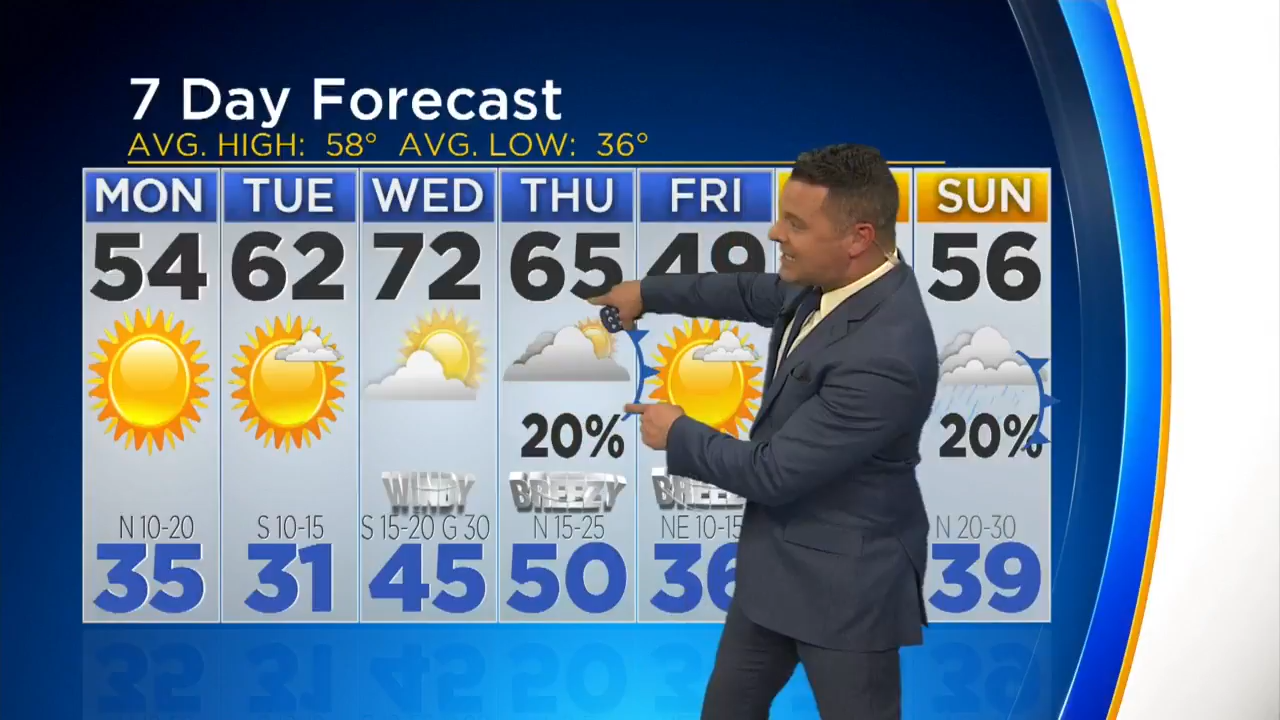 7 Day Forecast
AVG. HIGH: 58° AVG. LOW: 36°
MON TUE WED THU FRI SUN
54 62 72 65 49 56
20% 20%
WINDY BREEZY
N 10-20 S 10-15 S 15-20 G 30 N 15-25 NE 10-15 N 20-30
35 31 45 50 36 39